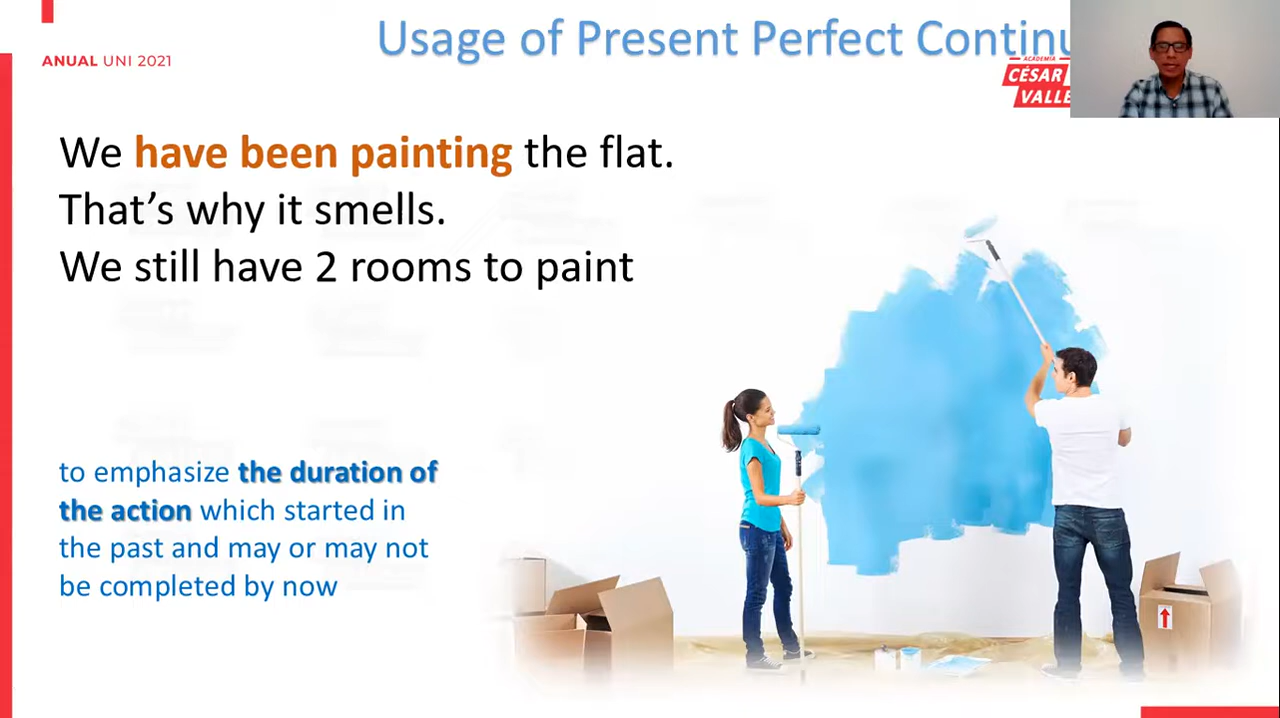 Usage of Present Perfect Continu
ANUAL UNI 2021
ACADEMIA
CÉSAR
VALLE
We have been painting the flat.
That’s why it smells.
We still have 2 rooms to paint
to emphasize the duration of
the action which started in
the past and may or may not
be completed by now